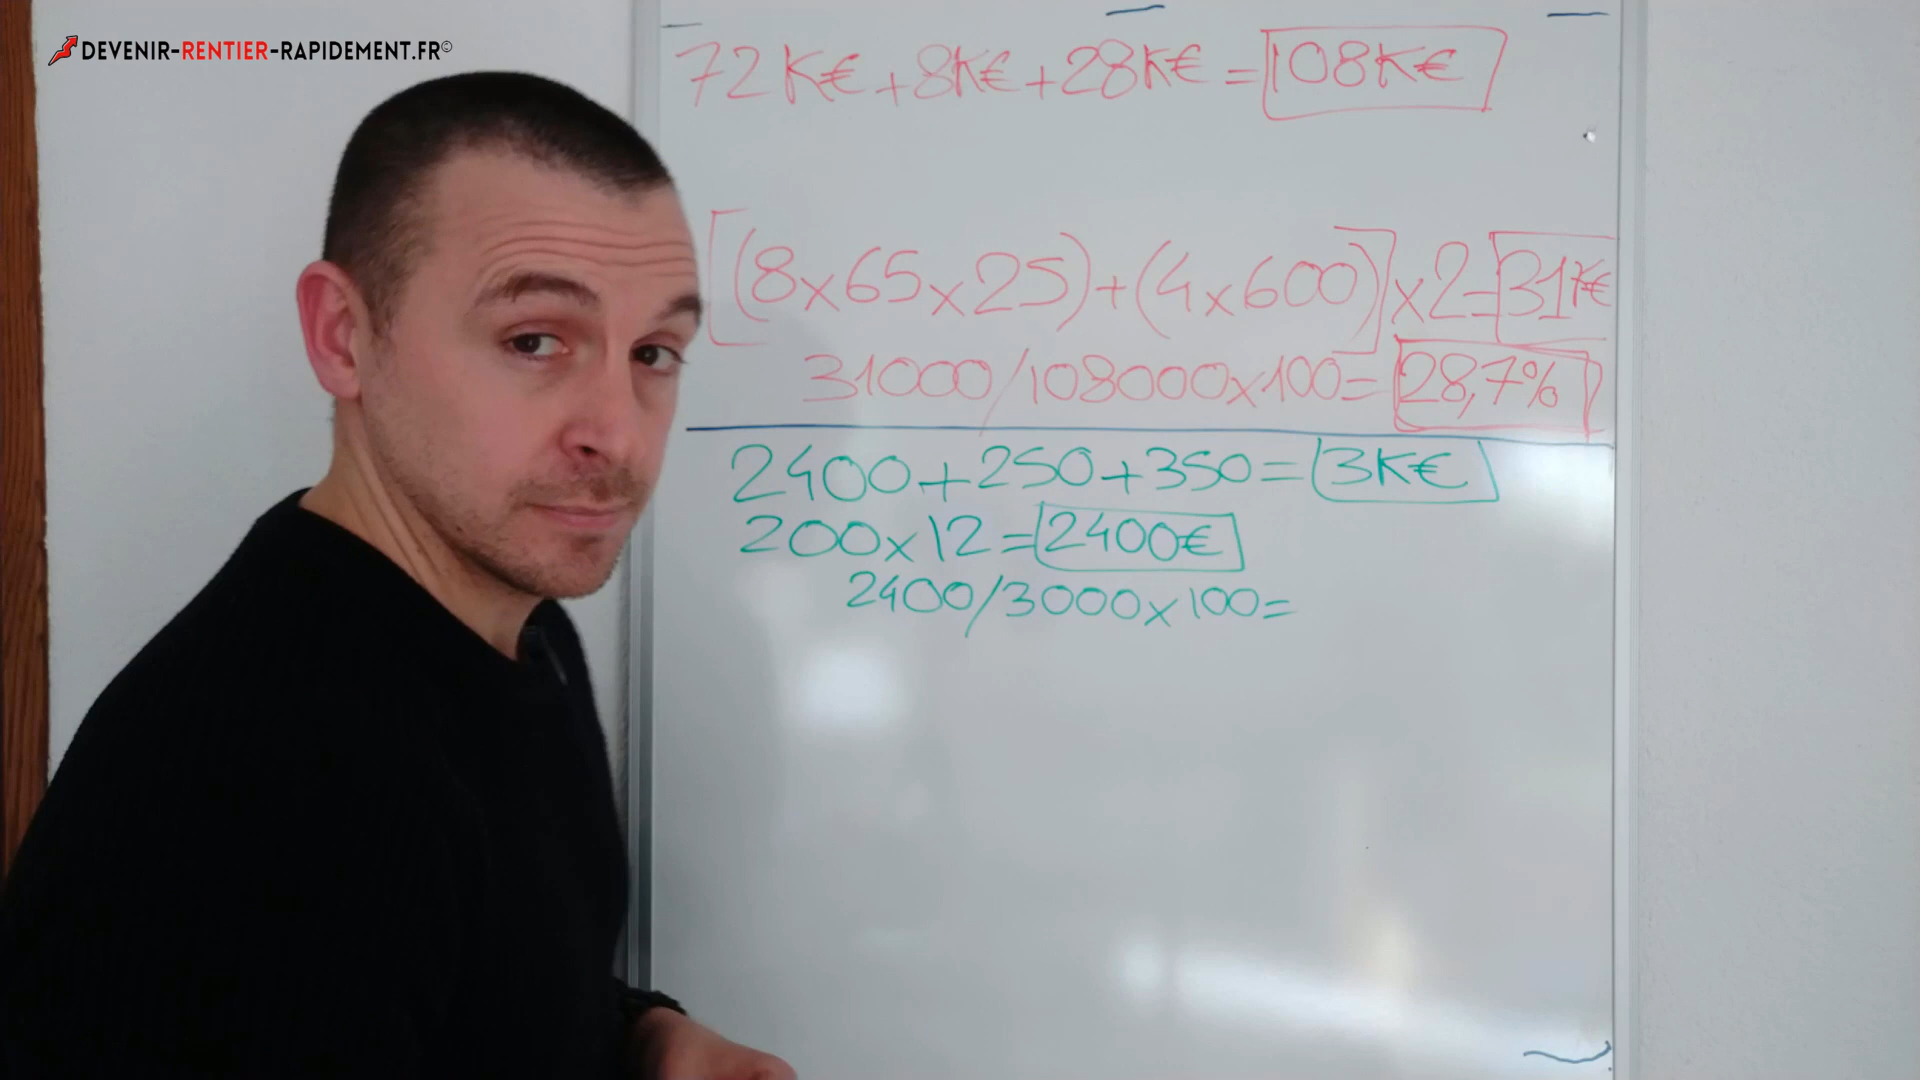 DEVENIR-RENTIER-RAPIDEMENT.FR©
72K€+8K€+28K€=108K€
[(8x65x25)+(4x600)]x2=31K€
31000/108000x100=28,7%
2400+250+350=3K€
200x12=2400€
2400/3000x100=